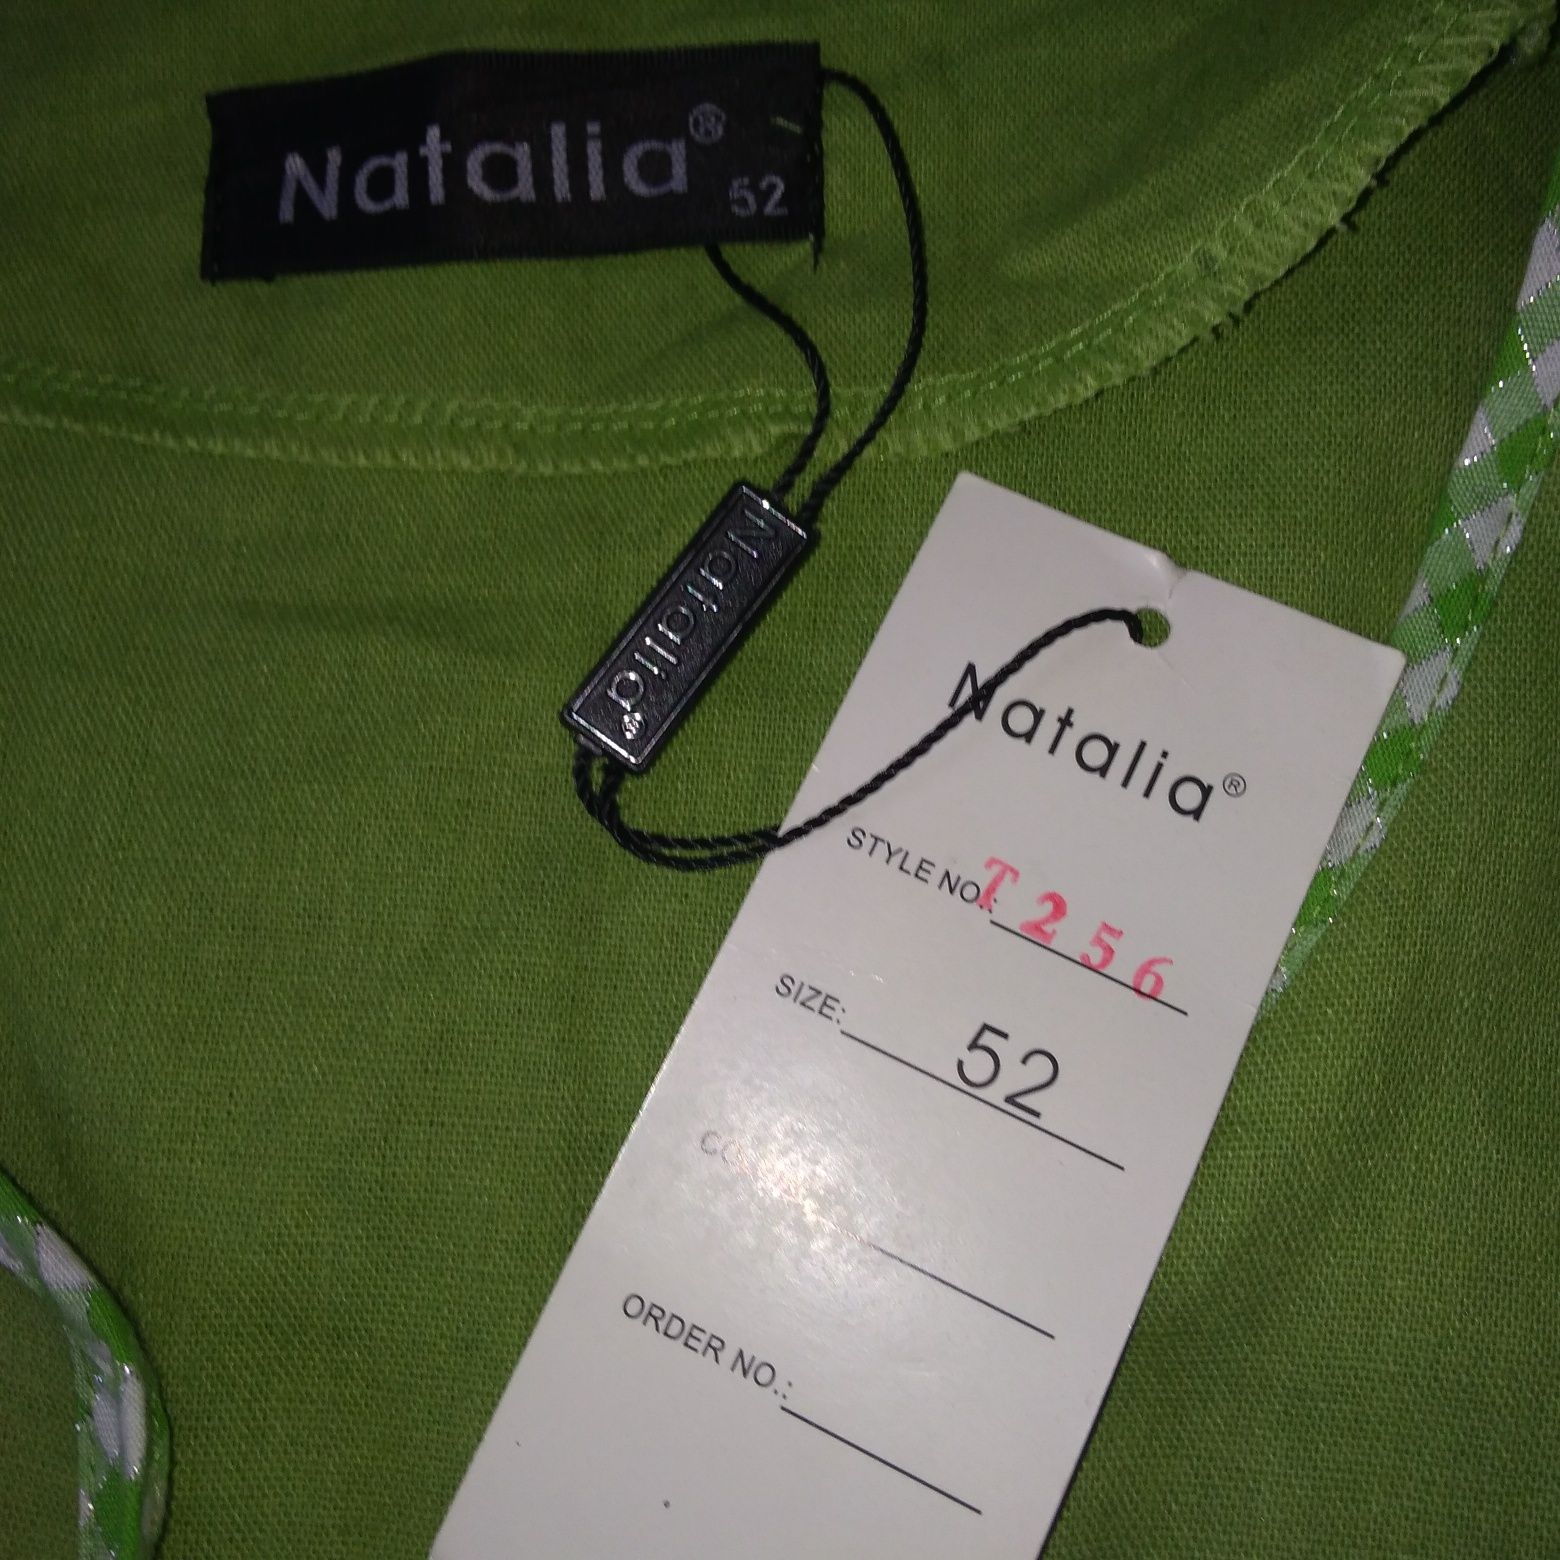 Natalia®
52
Natalia®
Natalia®
STYLE NO.: T256
SIZE: 52
ORDER NO.: